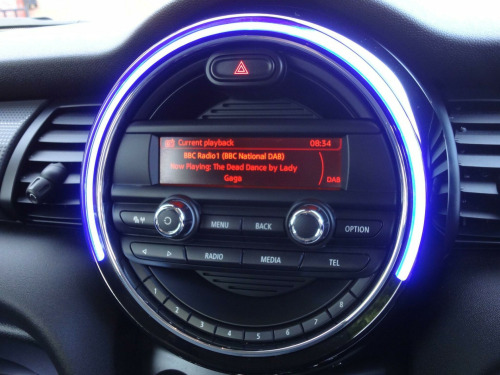 Current playback 08:34
BBC Radio1 (BBC National DAB)
Now Playing: The Dead Dance by Lady
Gaga
DAB
MENU BACK OPTION
RADIO MEDIA TEL
1 2 3 4 5 6 7 8